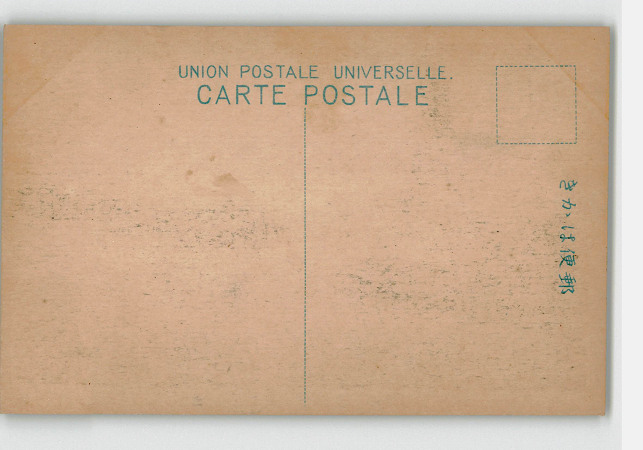 UNION POSTALE UNIVERSELLE.
CARTE POSTALE
きかは便郵